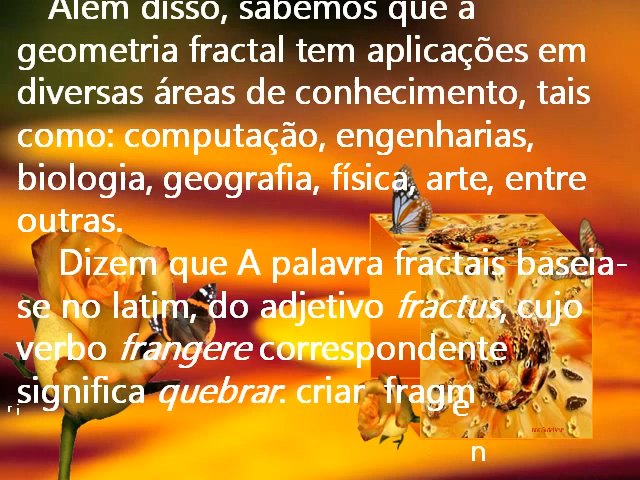 Além disso, sabemos que a
geometria fractal tem aplicações em
diversas áreas de conhecimento, tais
como: computação, engenharias,
biologia, geografia, física, arte, entre
outras.
Dizem que A palavra fractais baseia-
se no latim, do adjetivo fractus, cujo
verbo frangere correspondente
significa quebrar. criar fragm
e
n